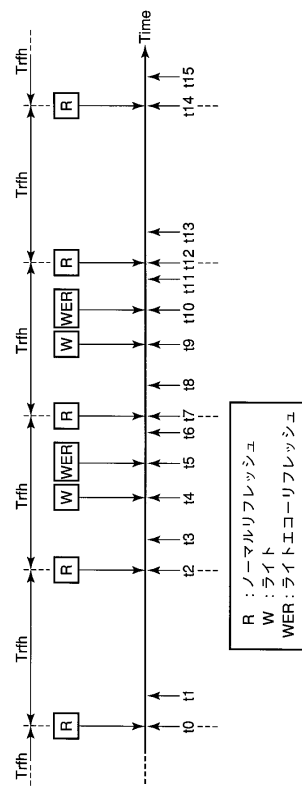 Trfh Trfh Trfh Trfh Trfh Trfh
R R W WER R W WER R R
Time
t0 t1 t2 t3 t4 t5 t6 t7 t8 t9 t10 t11 t12 t13 t14 t15
R : ノーマルリフレッシュ
W : ライト
WER : ライトエコーリフレッシュ